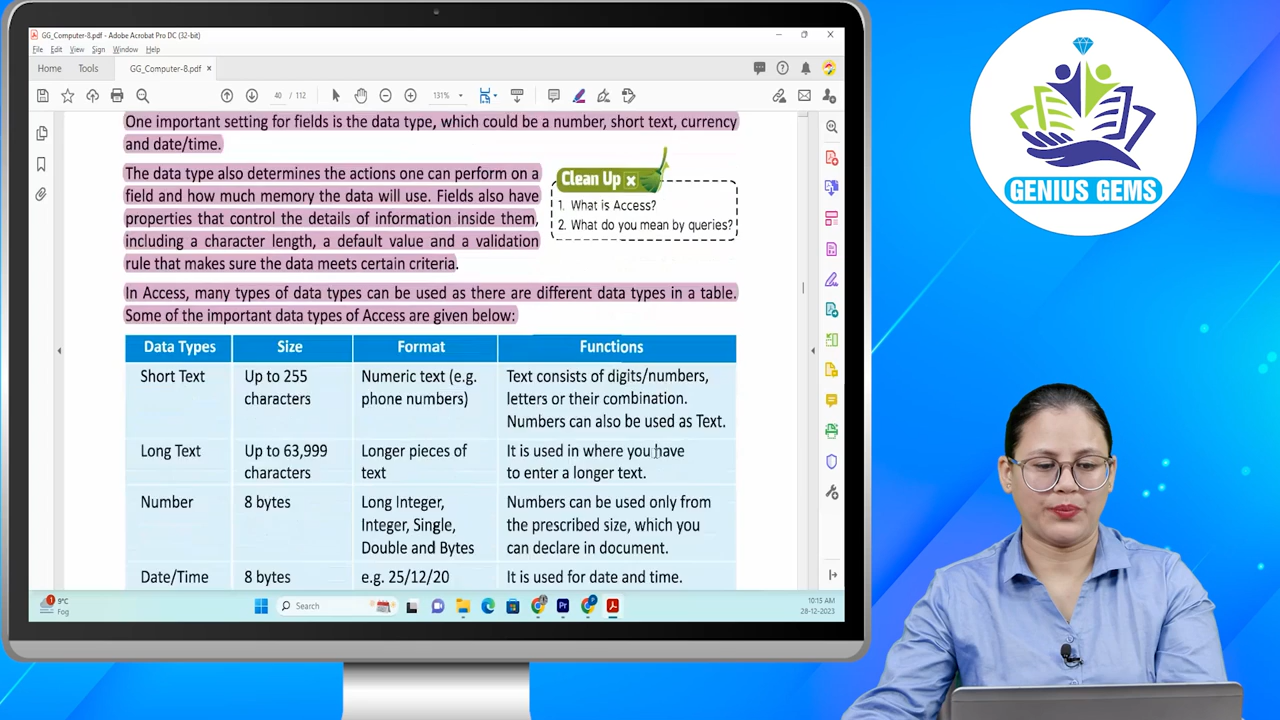 GG_Computer-8.pdf - Adobe Acrobat Pro DC (32-bit)
File Edit View Sign Window Help
Home Tools GG_Computer-8.pdf ×
40 / 112 131%
One important setting for fields is the data type, which could be a number, short text, currency
and date/time.
The data type also determines the actions one can perform on a
field and how much memory the data will use. Fields also have
properties that control the details of information inside them,
including a character length, a default value and a validation
rule that makes sure the data meets certain criteria.
Clean Up x
1. What is Access?
2. What do you mean by queries?
In Access, many types of data types can be used as there are different data types in a table.
Some of the important data types of Access are given below:
Data Types Size Format Functions
Short Text Up to 255 Numeric text (e.g. Text consists of digits/numbers,
characters phone numbers) letters or their combination.
Numbers can also be used as Text.
Long Text Up to 63,999 Longer pieces of It is used in where you have
characters text to enter a longer text.
Number 8 bytes Long Integer, Numbers can be used only from
Integer, Single, the prescribed size, which you
Double and Bytes can declare in document.
Date/Time 8 bytes e.g. 25/12/20 It is used for date and time.
9°C
Fog
Search
10:15 AM
28-12-2023
GENIUS GEMS